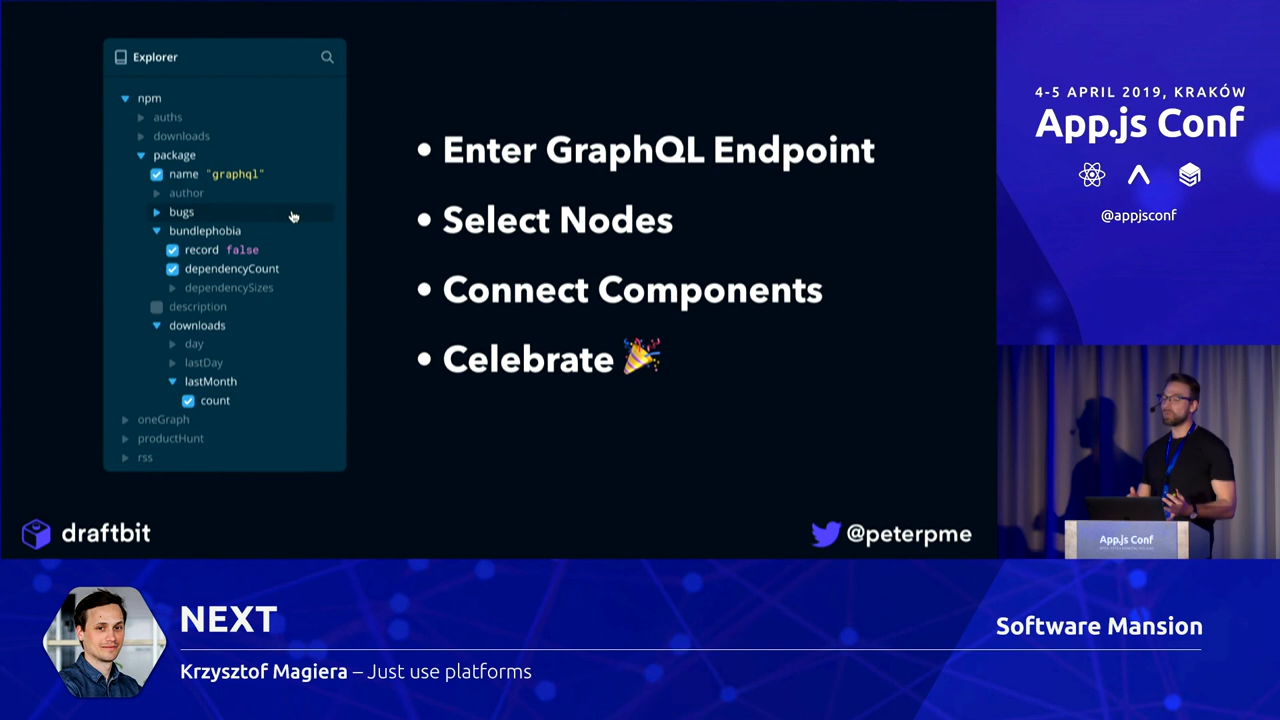 Explorer
npm
auths
downloads
package
name "graphql"
author
bugs
bundlephobia
record false
dependencyCount
dependencySizes
description
downloads
day
lastDay
lastMonth
count
oneGraph
productHunt
rss
• Enter GraphQL Endpoint
• Select Nodes
• Connect Components
• Celebrate 🎉
draftbit
@peterpme
4-5 APRIL 2019, KRAKÓW
App.js Conf
@appjsconf
App.js Conf
NEXT
Krzysztof Magiera – Just use platforms
Software Mansion